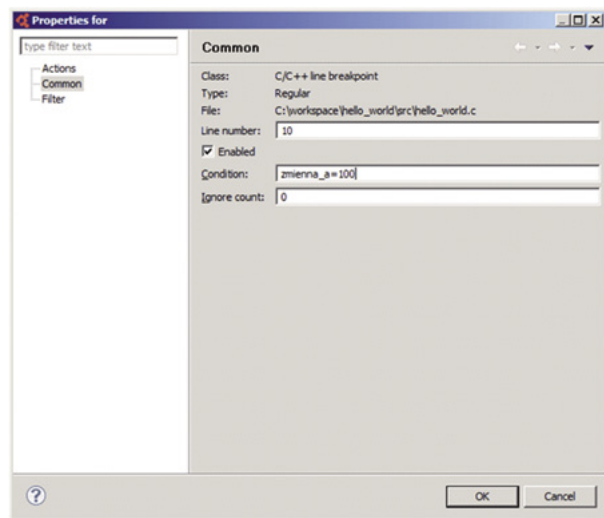 Properties for
type filter text
Actions
Common
Filter
Common
Class: C/C++ line breakpoint
Type: Regular
File: C:\workspace\hello_world\src\hello_world.c
Line number: 10
Enabled
Condition: zmienna_a=100
Ignore count: 0
?
OK Cancel